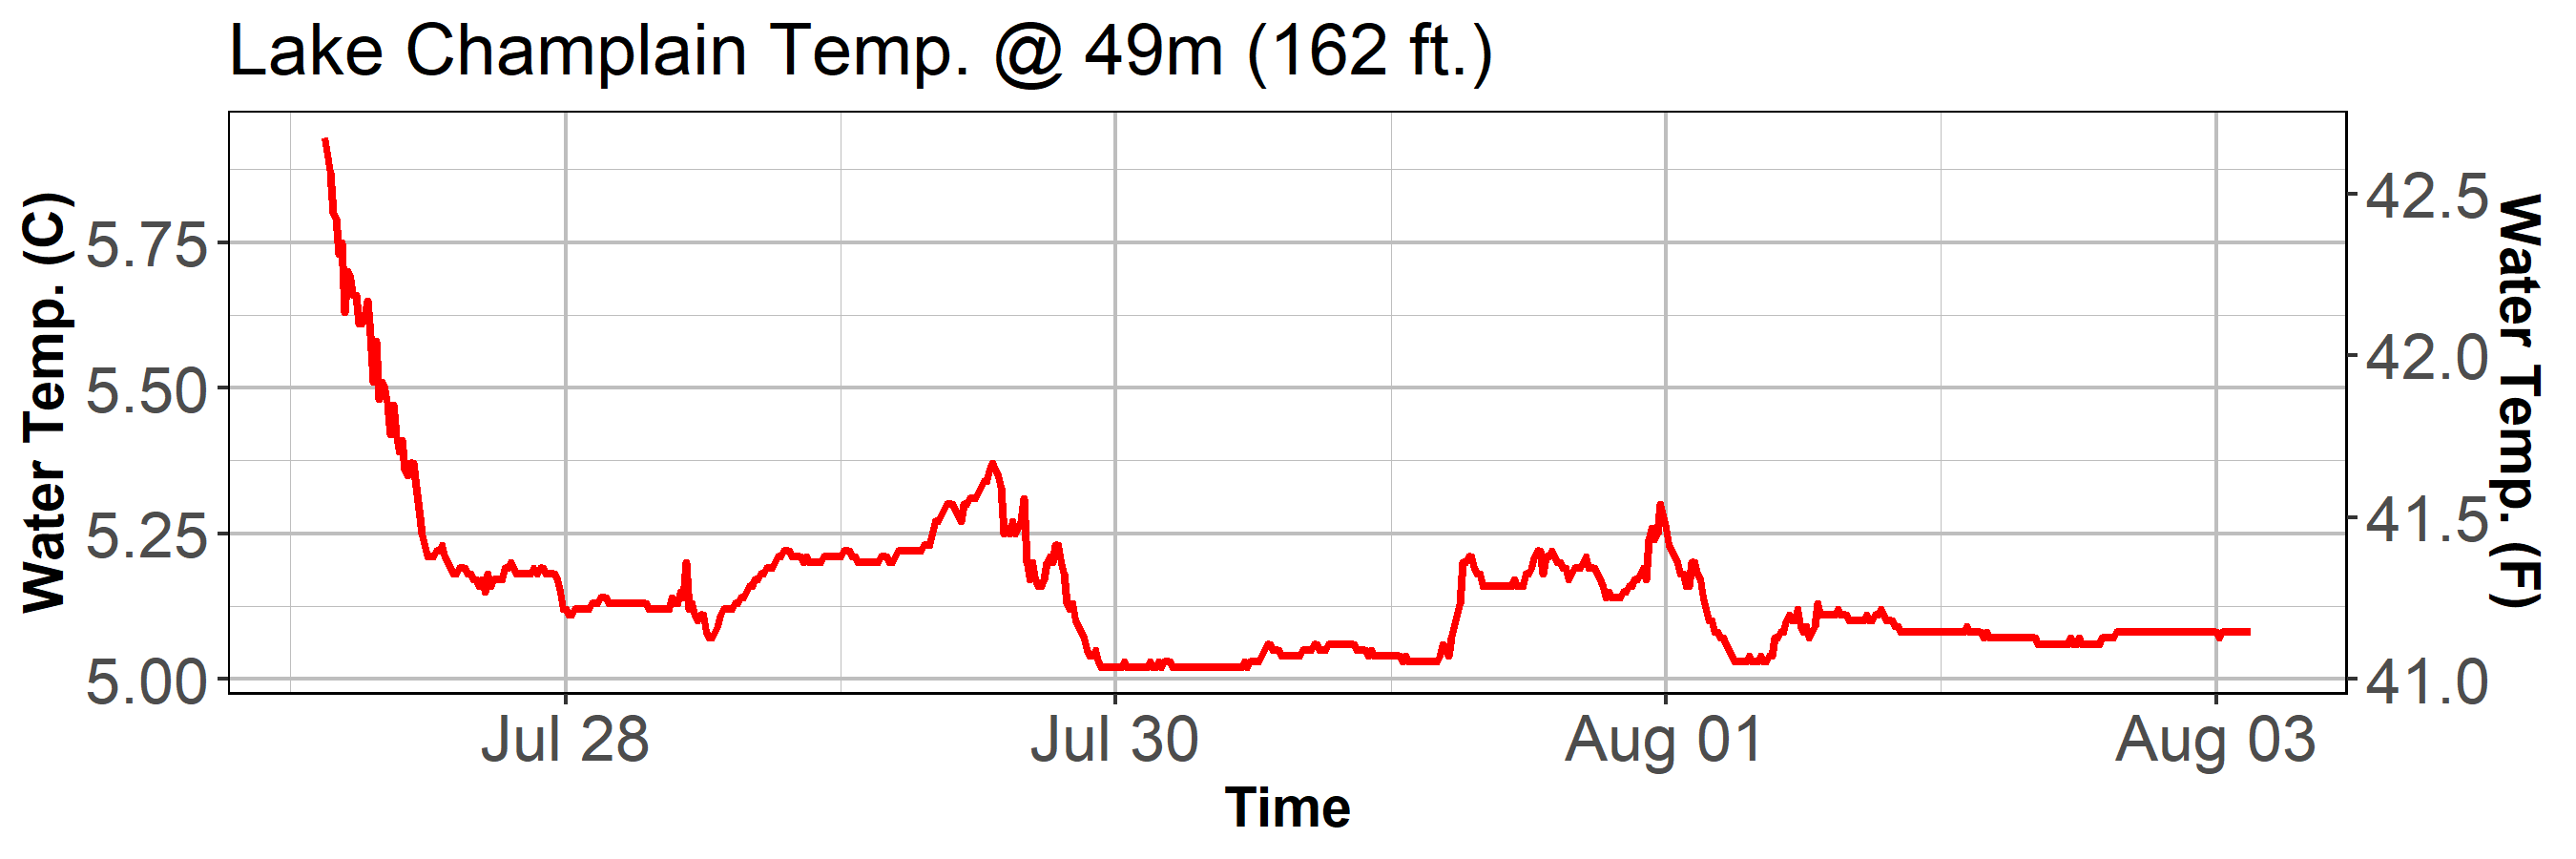 Lake Champlain Temp. @ 49m (162 ft.)
Water Temp. (C)
5.75
5.50
5.25
5.00
42.5
42.0
41.5
41.0
Water Temp. (F)
Jul 28 Jul 30 Aug 01 Aug 03
Time